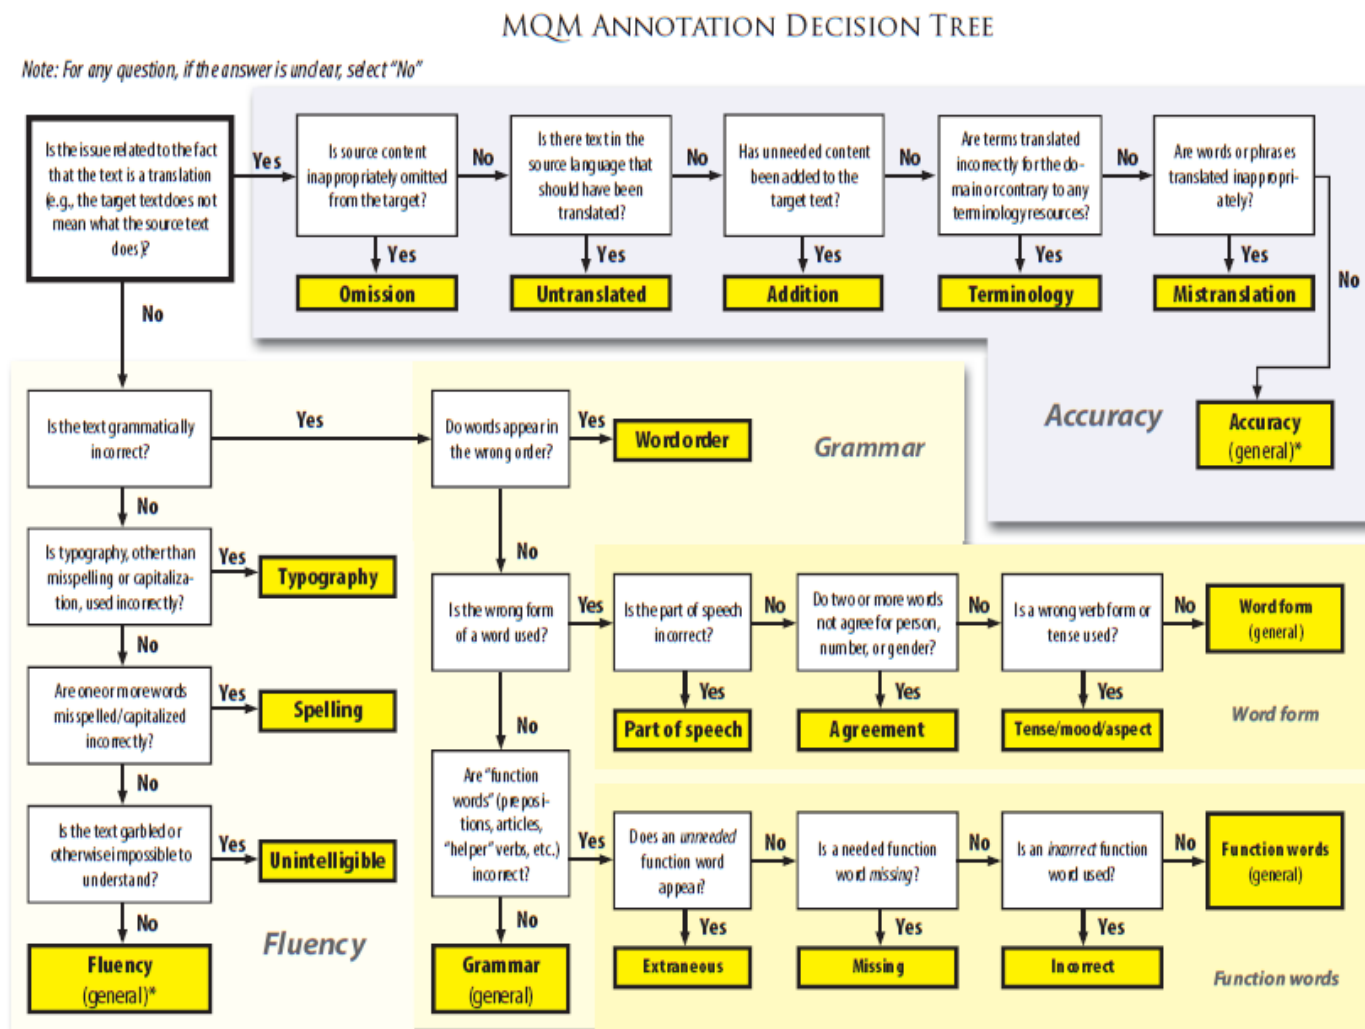 MQM Annotation Decision Tree
Note: For any question, if the answer is unclear, select “No”
Is the issue related to the fact
that the text is a translation
(e.g., the target text does not
mean what the source text
does)?
Yes
Is source content
inappropriately omitted
from the target?
No
Is there text in the
source language that
should have been
translated?
No
Has unneeded content
been added to the
target text?
No
Are terms translated
incorrectly for the do-
main or contrary to any
terminology resources?
No
Are words or phrases
translated inappropri-
ately?
Yes
Yes
Yes
Yes
Yes
No
Omission
Untranslated
Addition
Terminology
Mistranslation
No
Accuracy
Accuracy
(general)*
Is the text grammatically
incorrect?
Yes
Do words appear in
the wrong order?
Yes
Word order
Grammar
No
No
Is typography, other than
misspelling or capitaliza-
tion, used incorrectly?
Yes
Typography
Is the wrong form
of a word used?
Yes
Is the part of speech
incorrect?
No
Do two or more words
not agree for person,
number, or gender?
No
Is a wrong verb form or
tense used?
No
Word form
(general)
No
Yes
Yes
Yes
Are one or more words
misspelled/capitalized
incorrectly?
Yes
Spelling
No
Part of speech
Agreement
Tense/mood/aspect
Word form
No
Is the text garbled or
otherwise impossible to
understand?
Yes
Unintelligible
Are “function
words” (preposi-
tions, articles,
“helper” verbs, etc.)
incorrect?
Yes
Does an unneeded
function word
appear?
No
Is a needed function
word missing?
No
Is an incorrect function
word used?
No
Function words
(general)
No
No
Yes
Yes
Yes
Fluency
Fluency
(general)*
Grammar
(general)
Extraneous
Missing
Incorrect
Function words